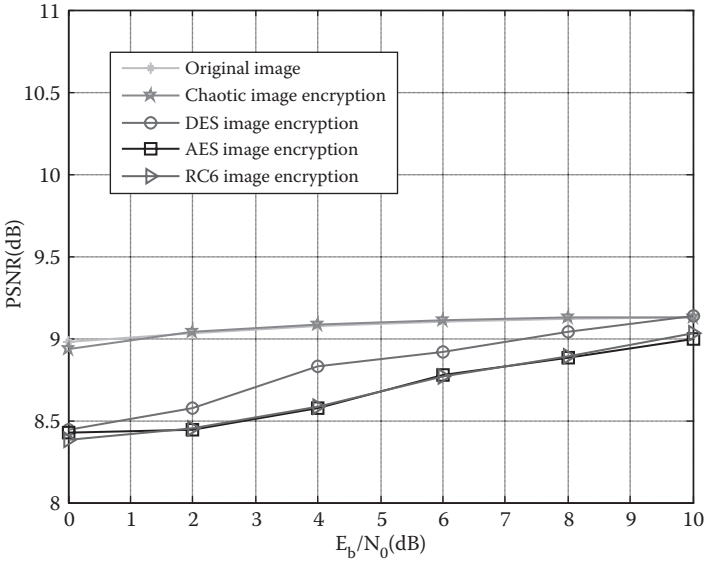 11
10.5
10
9.5
9
8.5
8
PSNR(dB)
Original image
Chaotic image encryption
DES image encryption
AES image encryption
RC6 image encryption
0 1 2 3 4 5 6 7 8 9 10
E_b/N_0(dB)